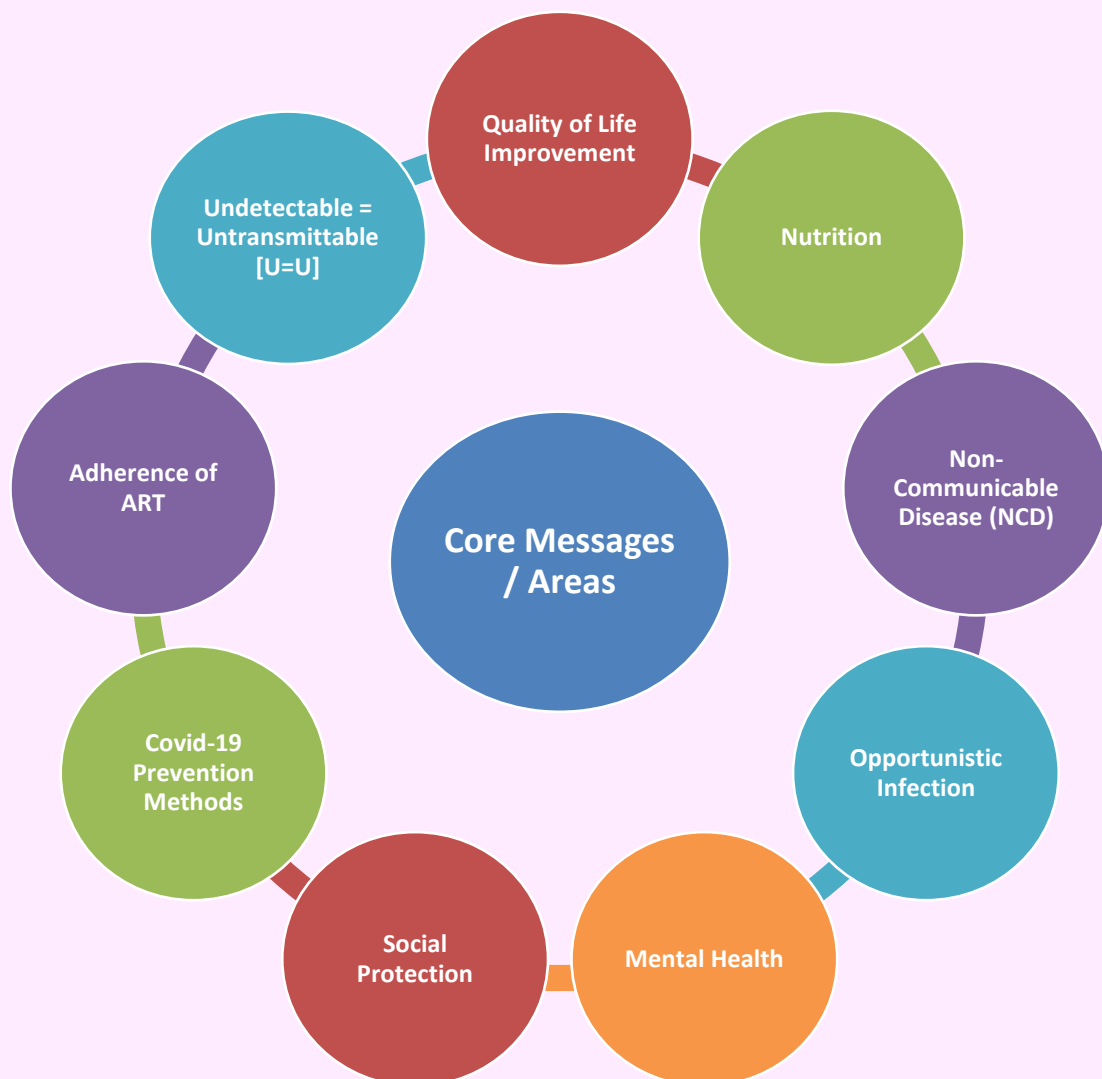 Quality of Life
Improvement
Nutrition
Non-
Communicable
Disease (NCD)
Opportunistic
Infection
Mental Health
Social
Protection
Covid-19
Prevention
Methods
Adherence of
ART
Undetectable =
Untransmittable
[U=U]
Core Messages
/ Areas